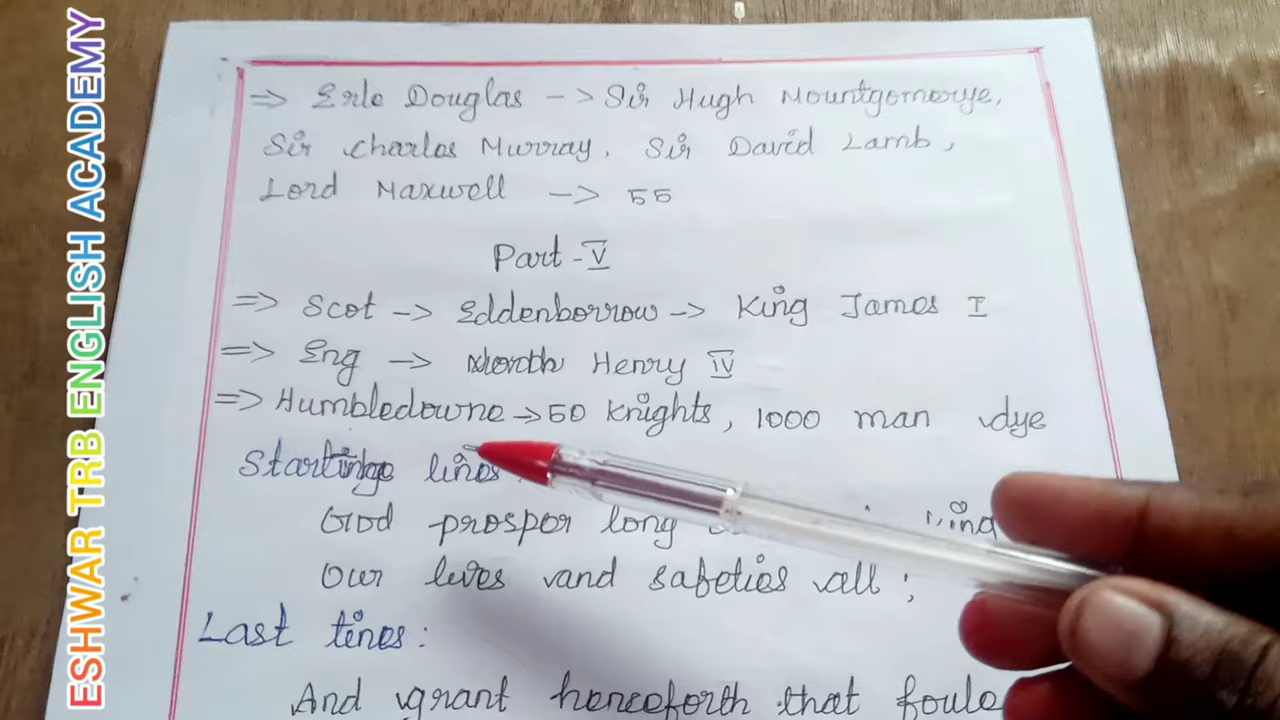 ESHWAR TRB ENGLISH ACADEMY
=> Erle Douglas -> Sir Hugh Mountgomerye,
Sir Charles Murray, Sir David Lamb,
Lord Maxwell -> 55
Part - V
=> Scot -> Eddenborrow -> King James I
=> Eng -> North Henry IV
=> Humbledowne -> 50 Knights, 1000 man dye
Starting lines:
God prosper long
Our lives and safeties all ;
Last lines:
And grant henceforth that foule